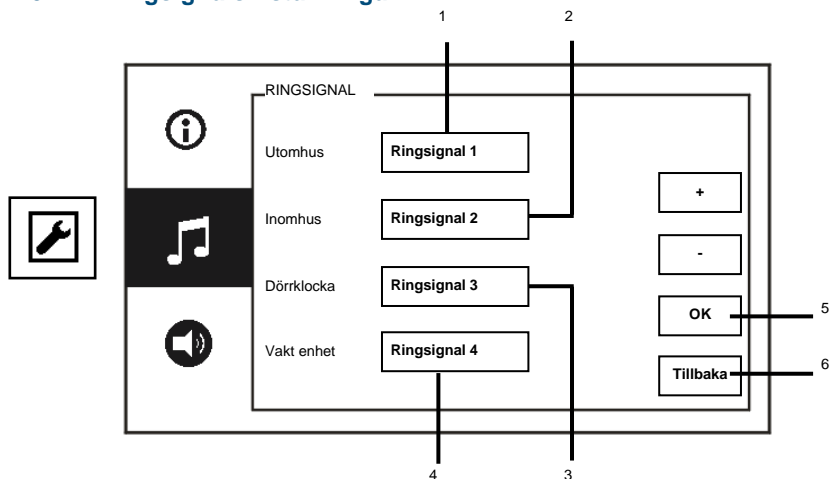 1
2
RINGSIGNAL
Utomhus
Ringsignal 1
Inomhus
Ringsignal 2
Dörrklocka
Ringsignal 3
Vakt enhet
Ringsignal 4
+
-
OK
5
Tillbaka
6
4
3